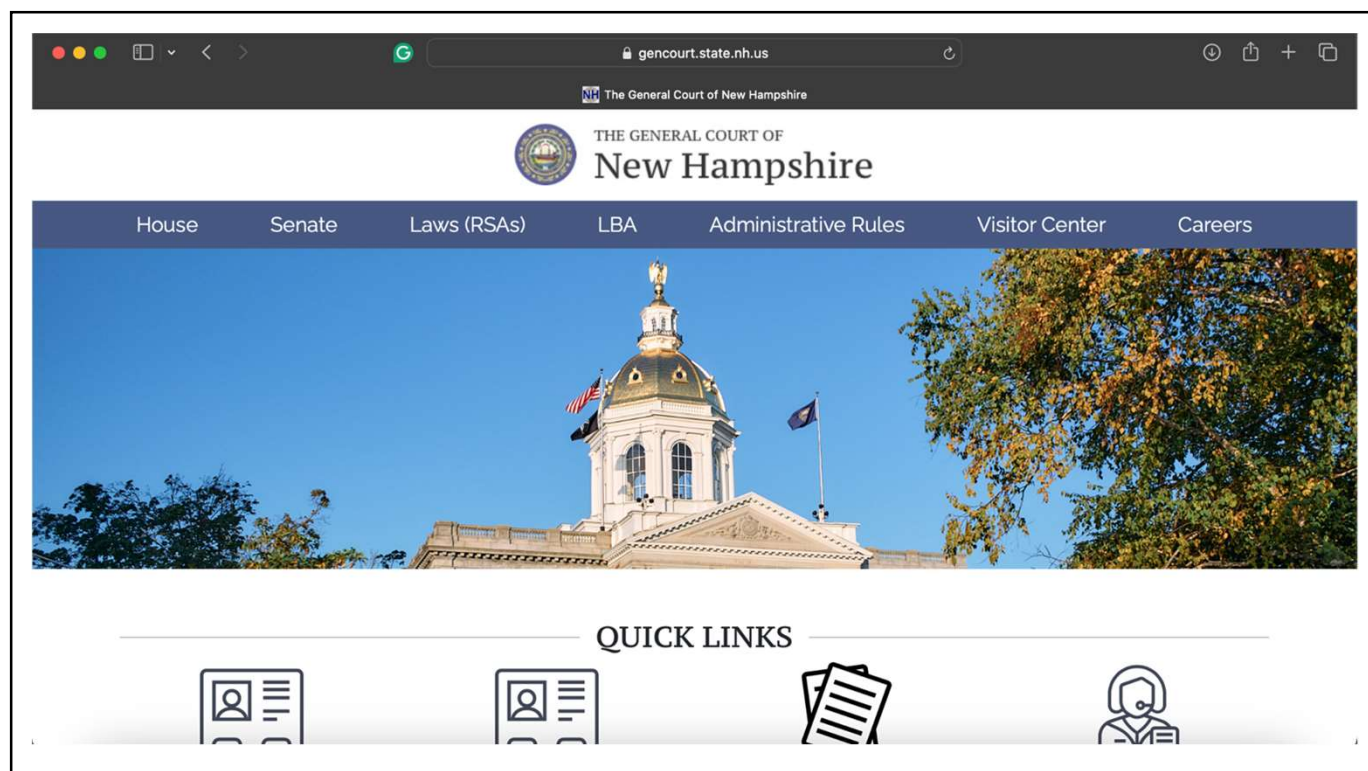 G gencourt.state.nh.us
NH The General Court of New Hampshire
THE GENERAL COURT OF
New Hampshire
House Senate Laws (RSAs) LBA Administrative Rules Visitor Center Careers
QUICK LINKS